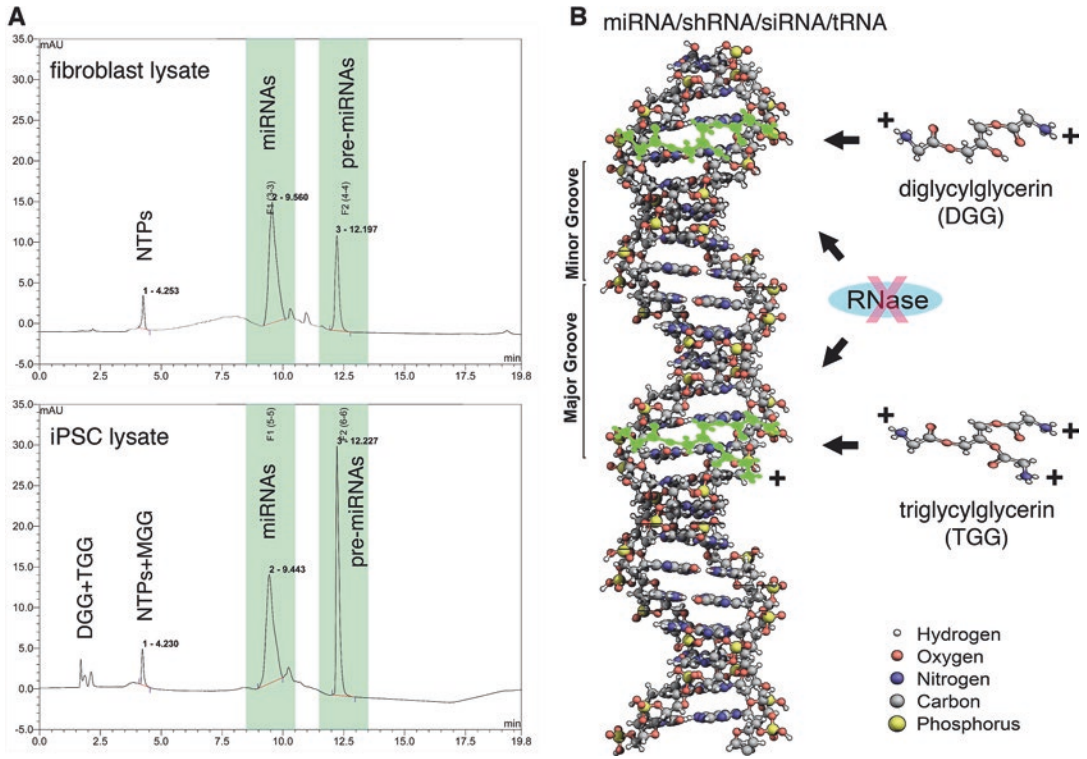 A
mAU
35.0
30.0
25.0
20.0
15.0
10.0
5.0
0.0
-5.0
fibroblast lysate
NTPs
1 - 4.253
miRNAs
F1 (3-3)
2 - 9.560
pre-miRNAs
F2 (4-4)
3 - 12.197
min
0.0 2.5 5.0 7.5 10.0 12.5 15.0 17.5 19.8
mAU
35.0
30.0
25.0
20.0
15.0
10.0
5.0
0.0
-5.0
iPSC lysate
DGG+TGG
NTPs+MGG
1 - 4.230
miRNAs
F1 (5-5)
2 - 9.443
pre-miRNAs
F2 (6-6)
3 - 12.227
min
0.0 2.5 5.0 7.5 10.0 12.5 15.0 17.5 19.8
B
miRNA/shRNA/siRNA/tRNA
Minor Groove
Major Groove
+
+
+
diglycylglycerin
(DGG)
RNase
X
+
+
+
triglycylglycerin
(TGG)
Hydrogen
Oxygen
Nitrogen
Carbon
Phosphorus